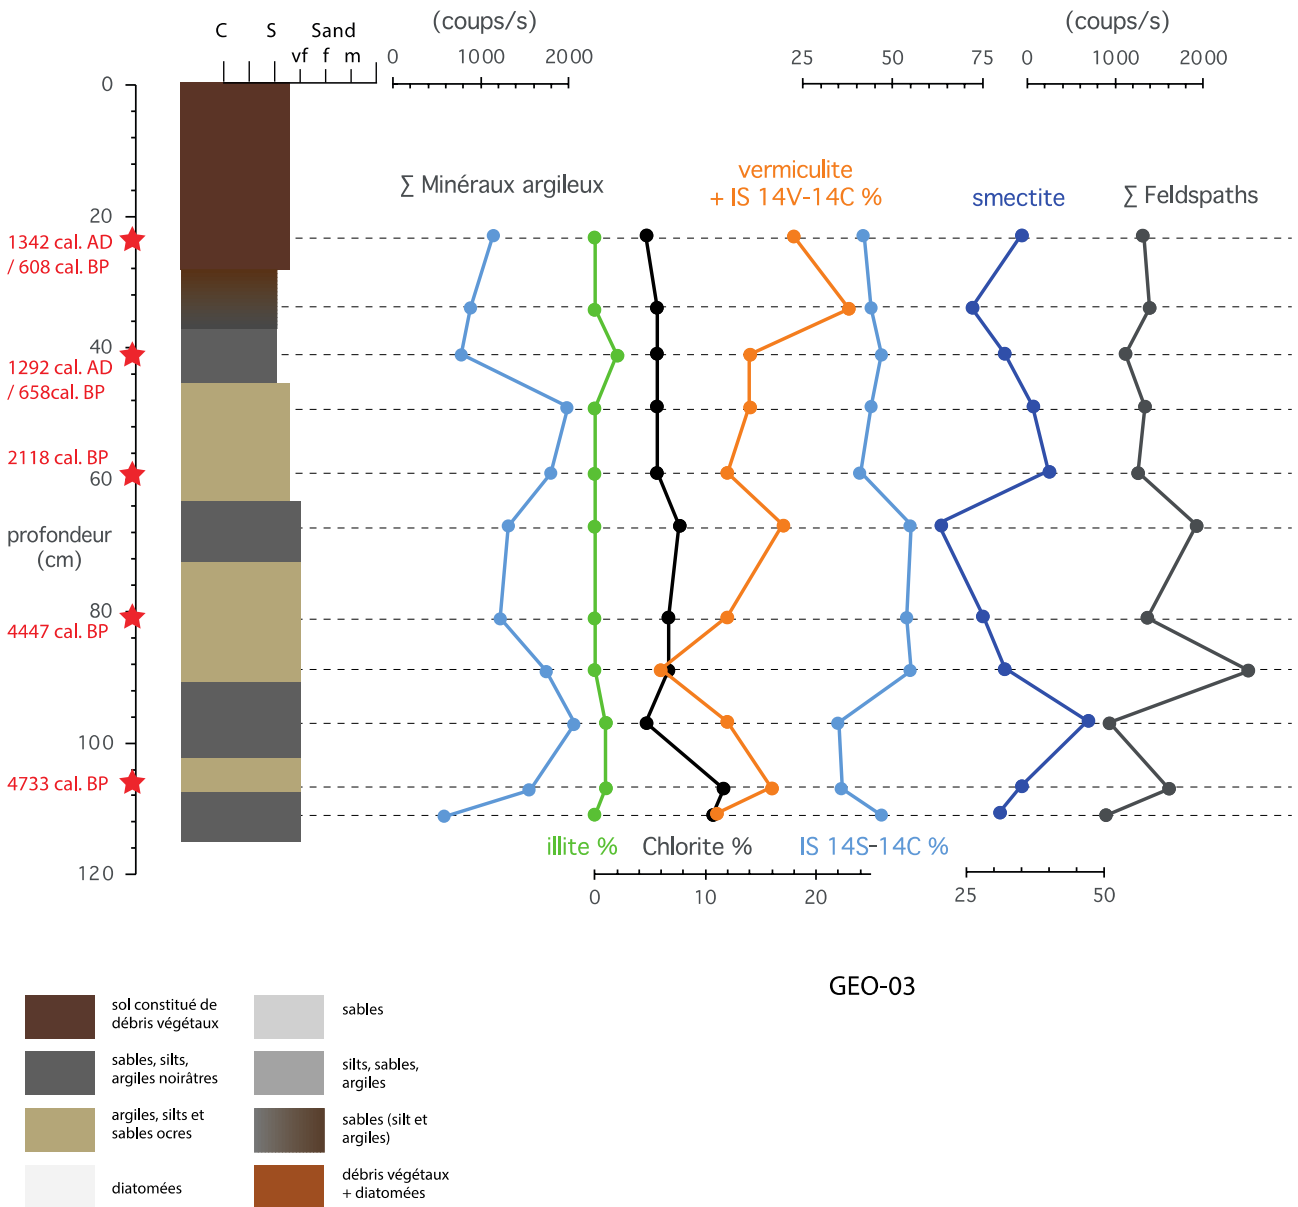 (coups/s)
(coups/s)
C S Sand
vf f m
0 1000 2000
25 50 75
0 1000 2000
0
20
40
60
80
100
120
profondeur
(cm)
1342 cal. AD
/ 608 cal. BP
1292 cal. AD
/ 658cal. BP
2118 cal. BP
4447 cal. BP
4733 cal. BP
∑ Minéraux argileux
vermiculite
+ IS 14V-14C %
smectite
∑ Feldspaths
illite %
Chlorite %
IS 14S-14C %
0 10 20
25 50
GEO-03
sol constitué de
débris végétaux
sables, silts,
argiles noirâtres
argiles, silts et
sables ocres
diatomées
sables
silts, sables,
argiles
sables (silt et
argiles)
débris végétaux
+ diatomées